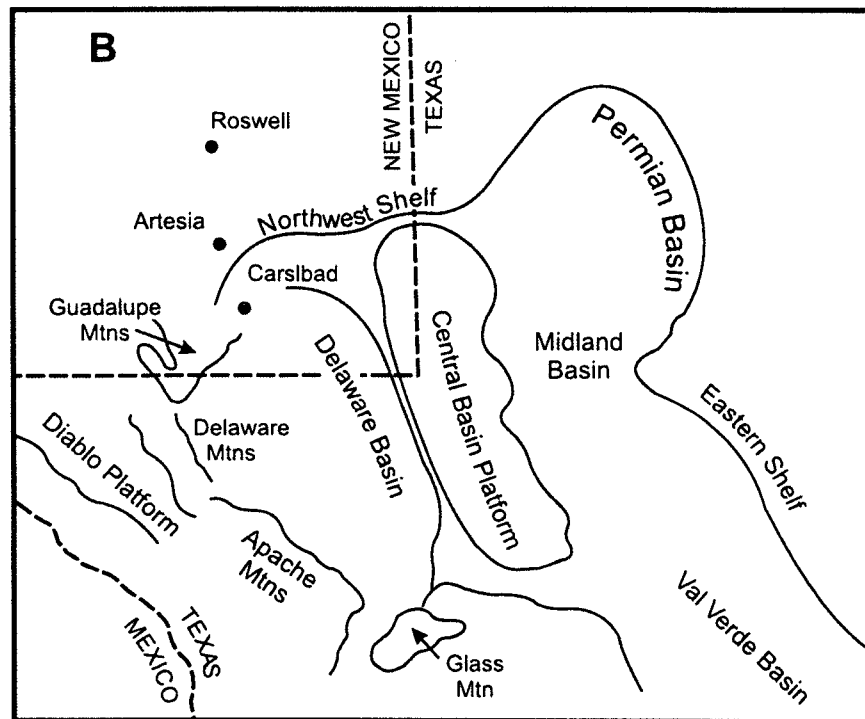 B
NEW MEXICO
TEXAS
Roswell
Permian Basin
Northwest Shelf
Artesia
Carslbad
Guadalupe
Mtns
Midland
Basin
Central Basin Platform
Delaware Basin
Delaware
Mtns
Diablo Platform
Eastern Shelf
Apache
Mtns
TEXAS
MEXICO
Val Verde Basin
Glass
Mtn